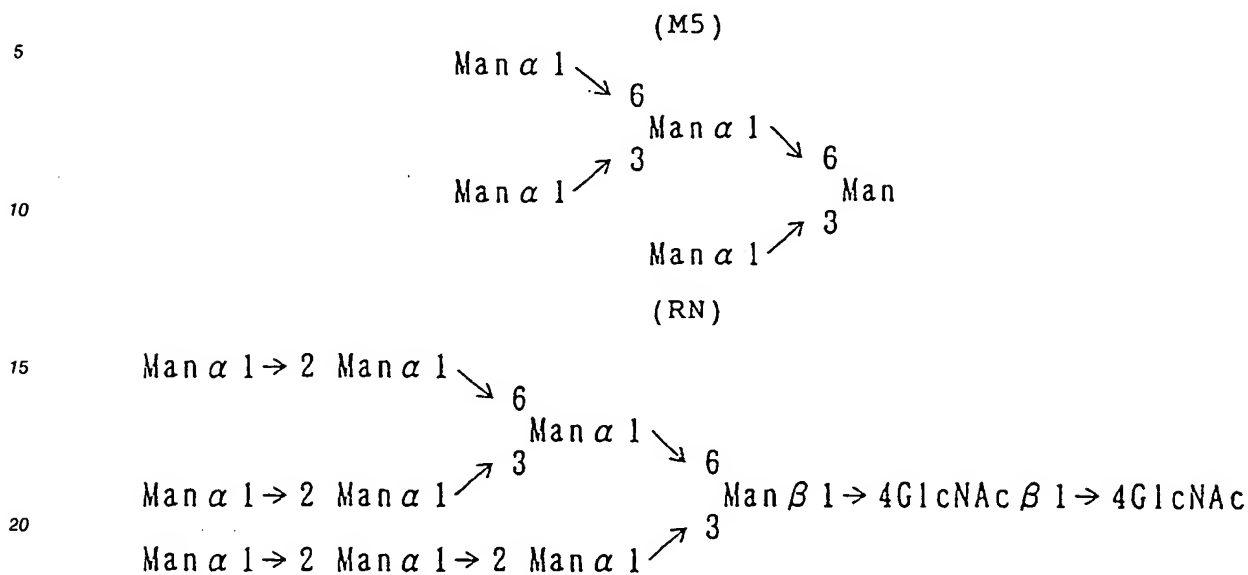 (M5)
5
Man α 1
6
Man α 1
3
6
Man α 1
Man
10
3
Man α 1
(RN)
15
Man α 1→ 2 Man α 1
6
Man α 1
3
6
Man α 1→ 2 Man α 1
Man β 1→ 4GlcNAc β 1→ 4GlcNAc
20
3
Man α 1→ 2 Man α 1→ 2 Man α 1